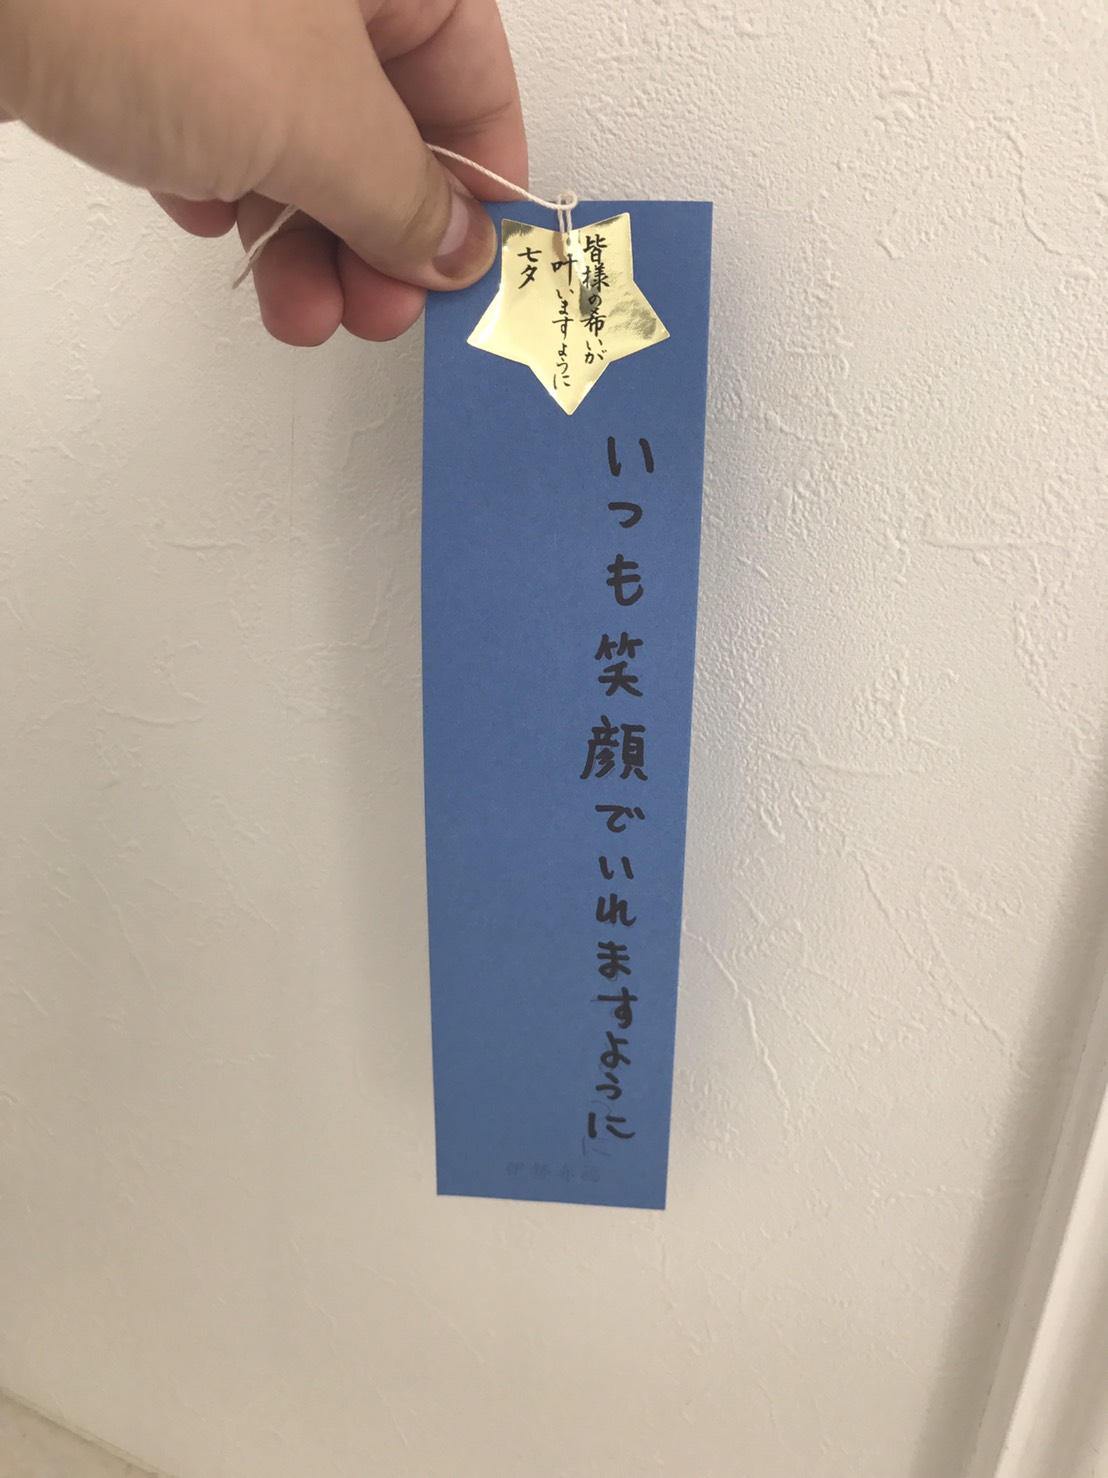 皆様の希いが
叶いますように
七夕
いつも笑顔でいれますように